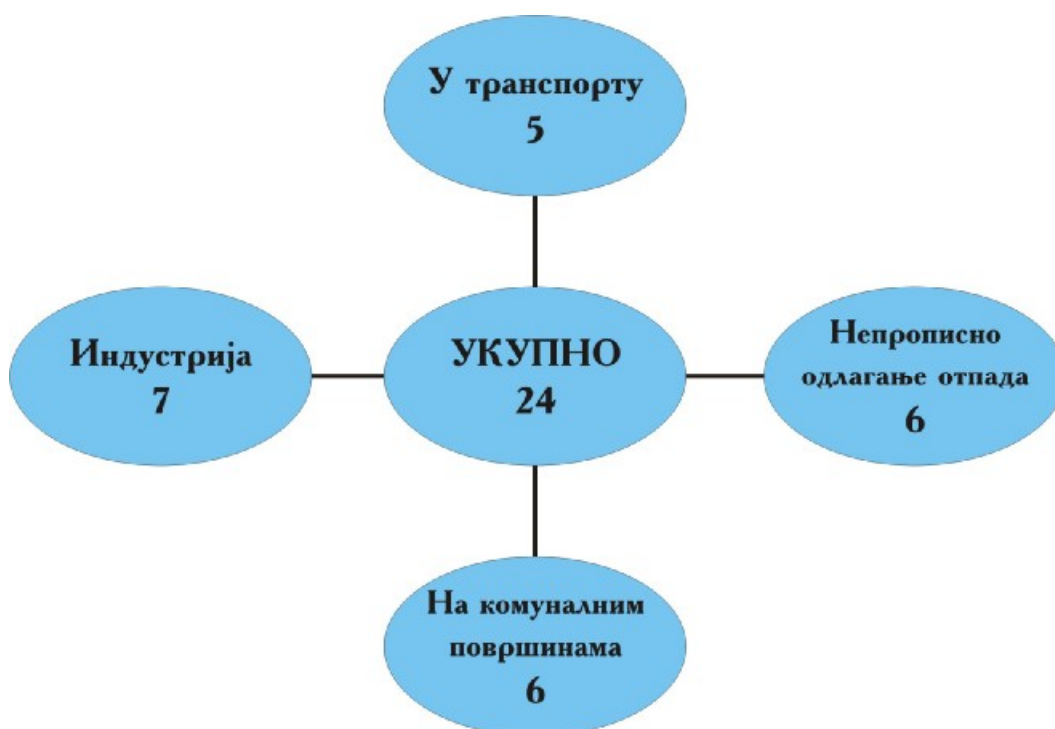 У транспорту
5
Индустрија
7
УКУПНО
24
Непрописно
одлагање отпада
6
На комуналним
површинама
6